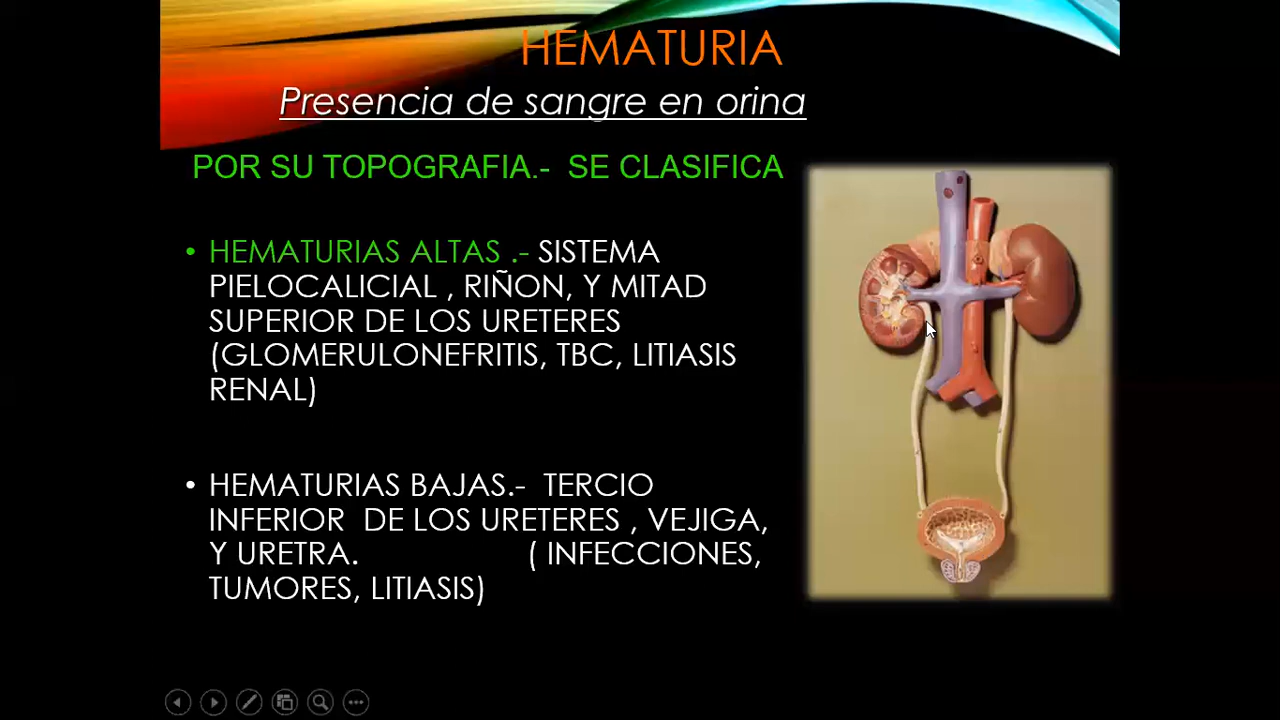 HEMATURIA
Presencia de sangre en orina
POR SU TOPOGRAFIA.- SE CLASIFICA
• HEMATURIAS ALTAS .- SISTEMA
PIELOCALICIAL , RIÑON, Y MITAD
SUPERIOR DE LOS URETERES
(GLOMERULONEFRITIS, TBC, LITIASIS
RENAL)
• HEMATURIAS BAJAS.- TERCIO
INFERIOR DE LOS URETERES , VEJIGA,
Y URETRA. ( INFECCIONES,
TUMORES, LITIASIS)